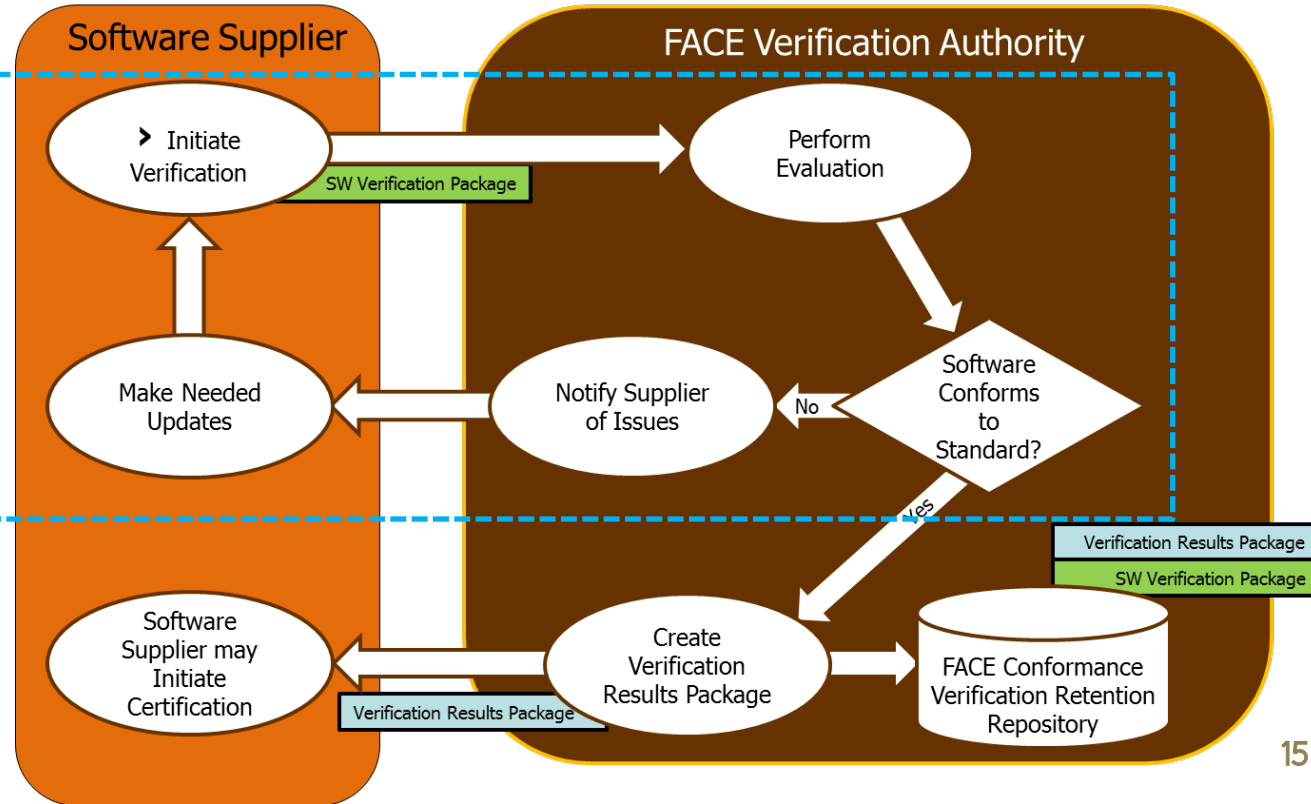 Software Supplier
FACE Verification Authority
> Initiate
Verification
SW Verification Package
Perform
Evaluation
Make Needed
Updates
Notify Supplier
of Issues
No
Software
Conforms
to
Standard?
Yes
Verification Results Package
SW Verification Package
Software
Supplier may
Initiate
Certification
Verification Results Package
Create
Verification
Results Package
FACE Conformance
Verification Retention
Repository
15